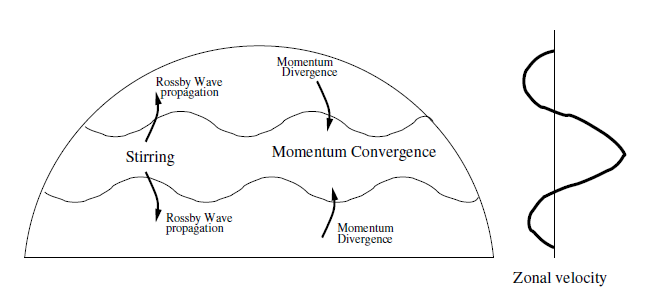 Momentum
Divergence
Rossby Wave
propagation
Stirring
Momentum Convergence
Rossby Wave
propagation
Momentum
Divergence
Zonal velocity